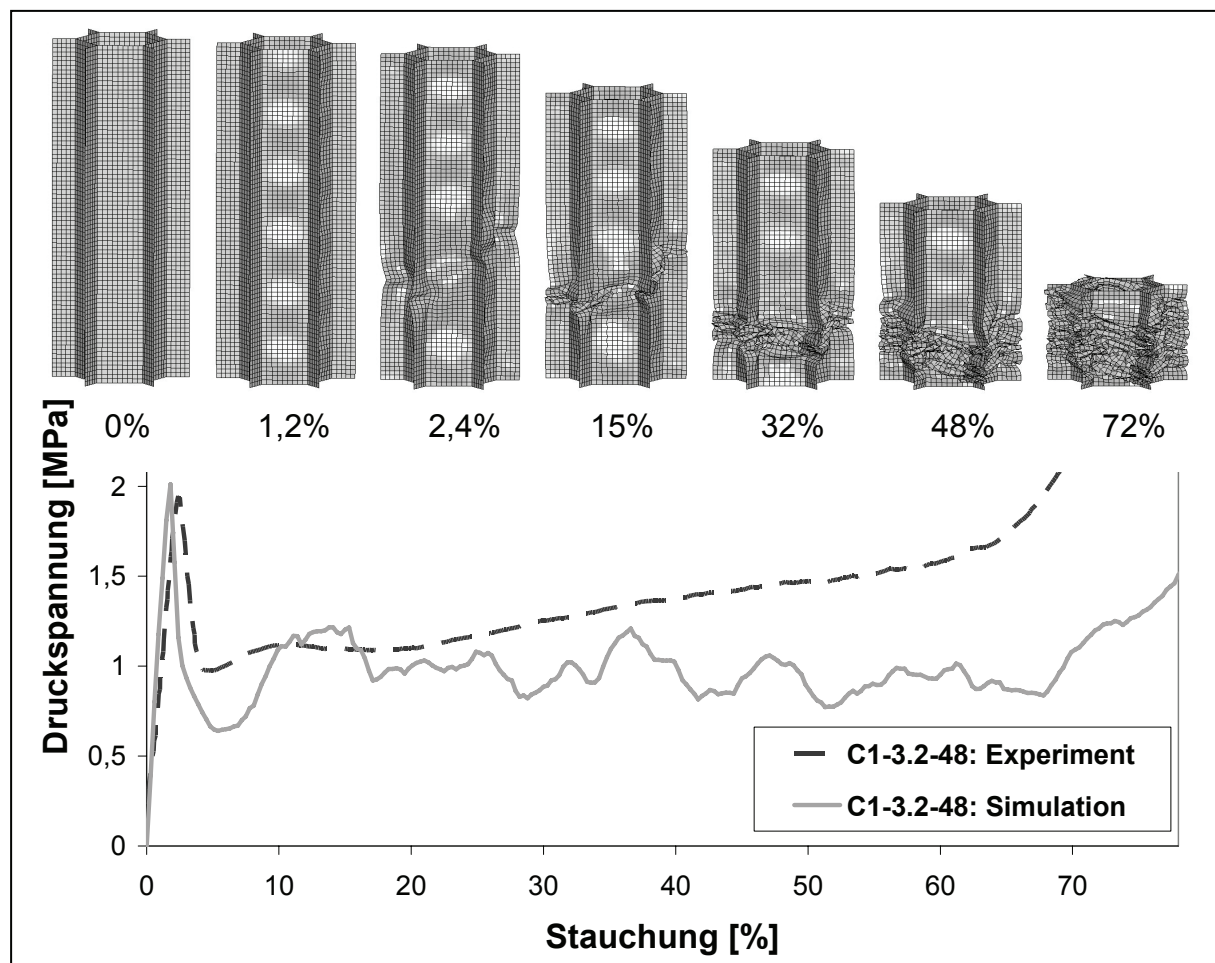 0% 1,2% 2,4% 15% 32% 48% 72%
Druckspannung [MPa]
2
1,5
1
0,5
0
C1-3.2-48: Experiment
C1-3.2-48: Simulation
0 10 20 30 40 50 60 70
Stauchung [%]